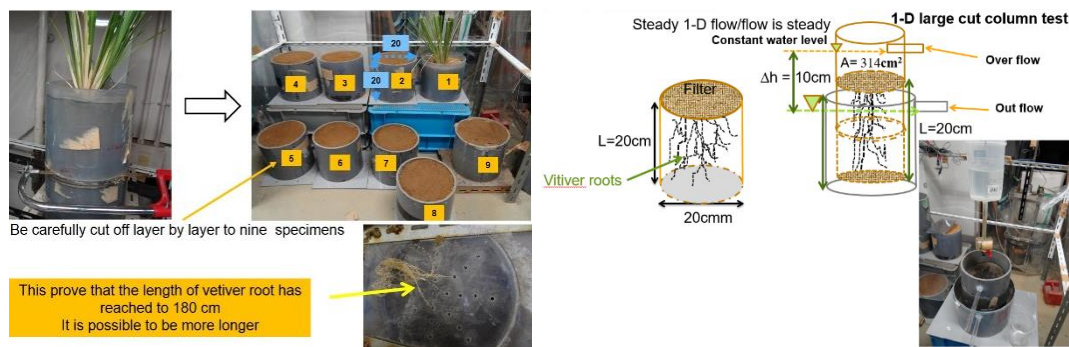 20
20
4
3
2
1
5
6
7
9
8
Be carefully cut off layer by layer to nine specimens
This prove that the length of vetiver root has
reached to 180 cm
It is possible to be more longer
Steady 1-D flow/flow is steady
1-D large cut column test
Constant water level
Over flow
A= 314cm²
Δh = 10cm
Filter
Out flow
L=20cm
L=20cm
Vitiver roots
20cmm